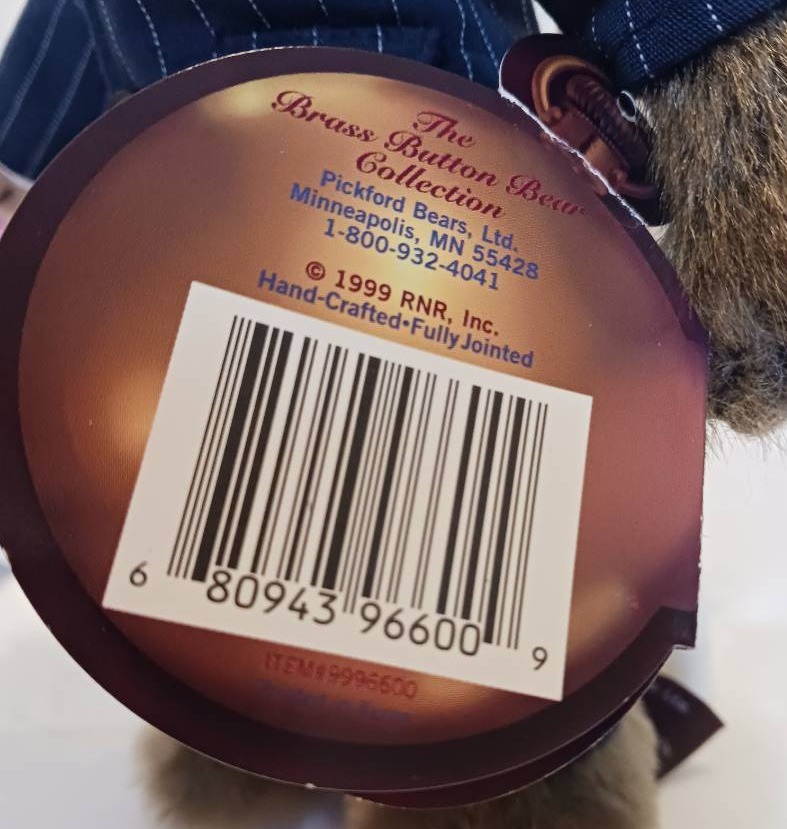 The
Brass Button Bear
Collection
Pickford Bears, Ltd.
Minneapolis, MN 55428
1-800-932-4041
© 1999 RNR, Inc.
Hand-Crafted•Fully Jointed
6 80943 96600 9
ITEM#9996600